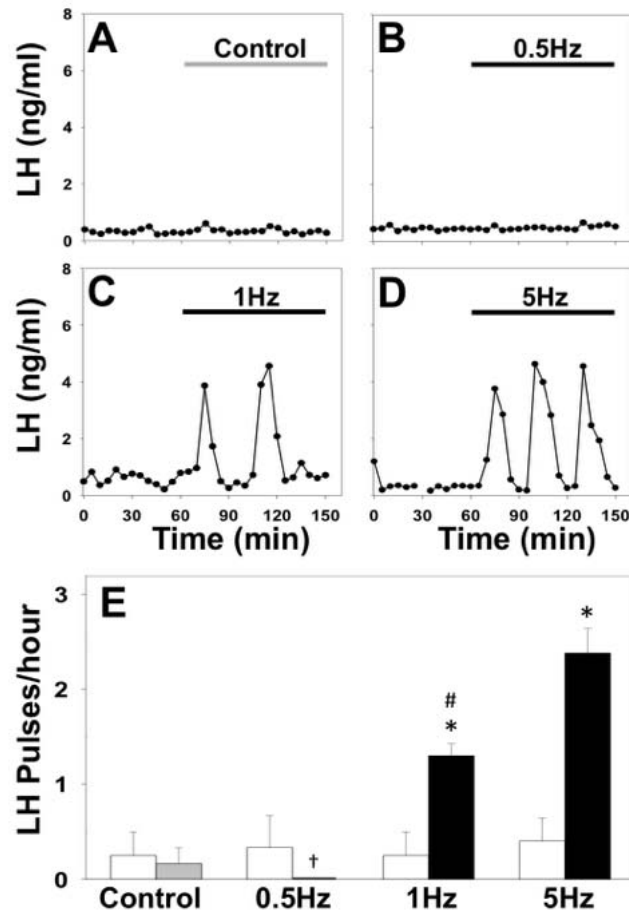 A
Control
LH (ng/ml)
8
6
4
2
0
B
0.5Hz
C
1Hz
LH (ng/ml)
8
6
4
2
0
0 30 60 90 120 150
Time (min)
D
5Hz
0 30 60 90 120 150
Time (min)
E
LH Pulses/hour
3
2
1
0
†
#
*
*
Control 0.5Hz 1Hz 5Hz